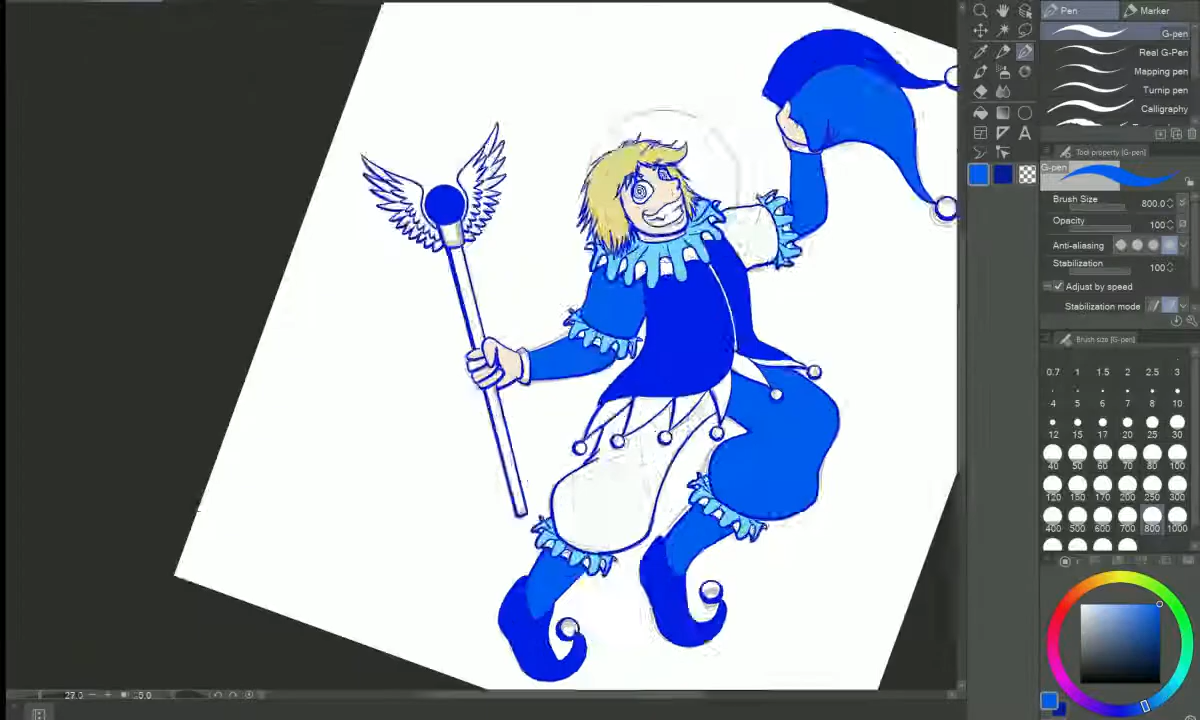 Pen Marker
G-pen
Real G-Pen
Mapping pen
Turnip pen
Calligraphy
Tool property [G-pen]
G-pen
Brush Size 800.0
Opacity 100
Anti-aliasing
Stabilization 100
Adjust by speed
Stabilization mode
Brush size [G-pen]
0.7 1 1.5 2 2.5 3
4 5 6 7 8 10
12 15 17 20 25 30
40 50 60 70 80 100
120 150 170 200 250 300
400 500 600 700 800 1000
27.0